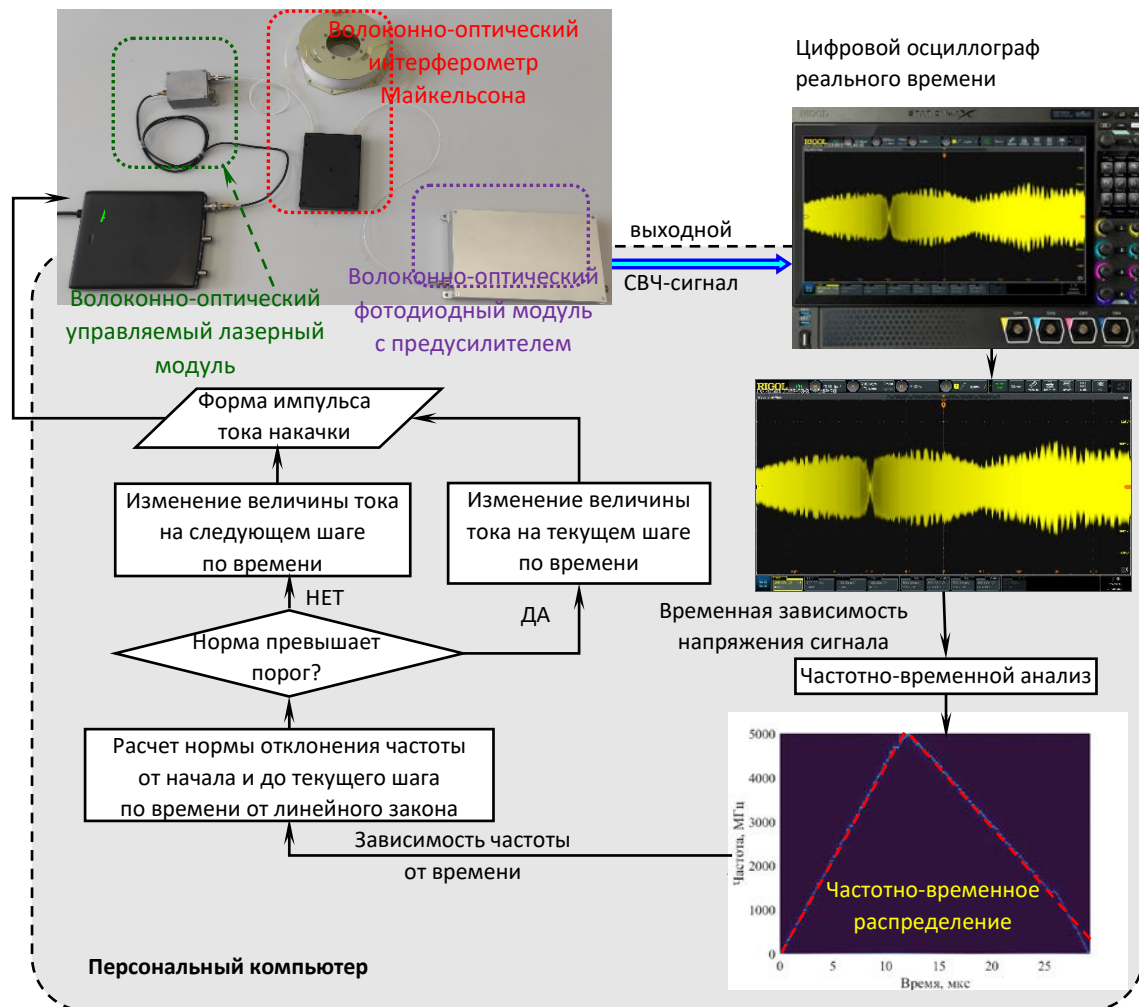 Волоконно-оптический
интерферометр
Майкельсона
Цифровой осциллограф
реального времени
RIGOL
RIGOL
выходной
СВЧ-сигнал
Волоконно-оптический
управляемый лазерный
модуль
Волоконно-оптический
фотодиодный модуль
с предусилителем
RIGOL
Форма импульса
тока накачки
Изменение величины тока
на следующем шаге
по времени
Изменение величины
тока на текущем шаге
по времени
НЕТ
ДА
Временная зависимость
напряжения сигнала
Норма превышает
порог?
Частотно-временной анализ
Расчет нормы отклонения частоты
от начала и до текущего шага
по времени от линейного закона
Зависимость частоты
от времени
5000
4000
3000
2000
1000
0
Частота, МГц
Частотно-временное
распределение
0 5 10 15 20 25
Время, мкс
Персональный компьютер